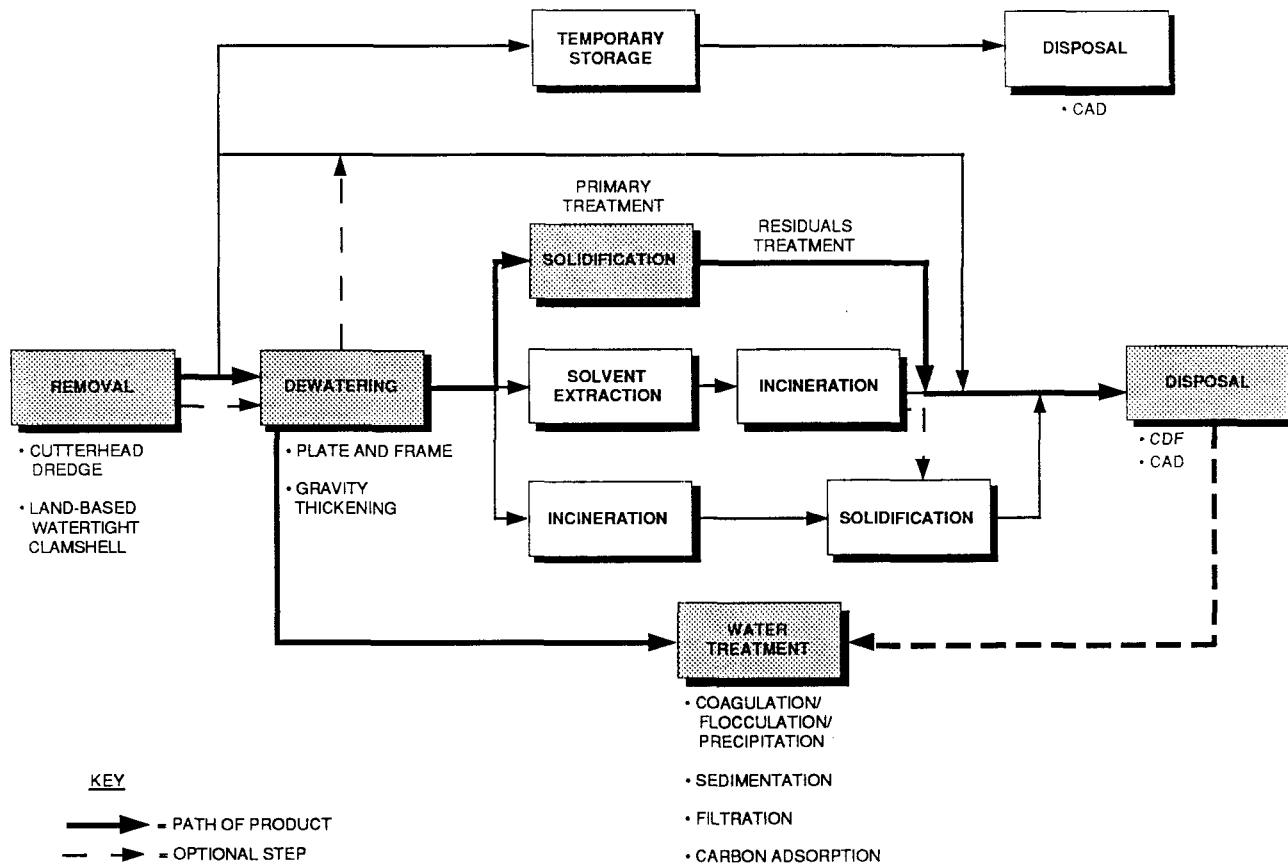 TEMPORARY
STORAGE
DISPOSAL
• CAD
PRIMARY
TREATMENT
SOLIDIFICATION
RESIDUALS
TREATMENT
REMOVAL
• CUTTERHEAD
DREDGE
• LAND-BASED
WATERTIGHT
CLAMSHELL
DEWATERING
• PLATE AND FRAME
• GRAVITY
THICKENING
SOLVENT
EXTRACTION
INCINERATION
DISPOSAL
• CDF
• CAD
INCINERATION
SOLIDIFICATION
WATER
TREATMENT
• COAGULATION/
FLOCCULATION/
PRECIPITATION
• SEDIMENTATION
• FILTRATION
• CARBON ADSORPTION
KEY
= PATH OF PRODUCT
= OPTIONAL STEP